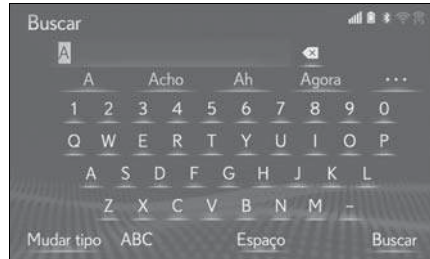 Buscar
A
A Acho Ah Agora ...
1 2 3 4 5 6 7 8 9 0
Q W E R T Y U I O P
A S D F G H J K L
Z X C V B N M -
Mudar tipo ABC Espaço Buscar